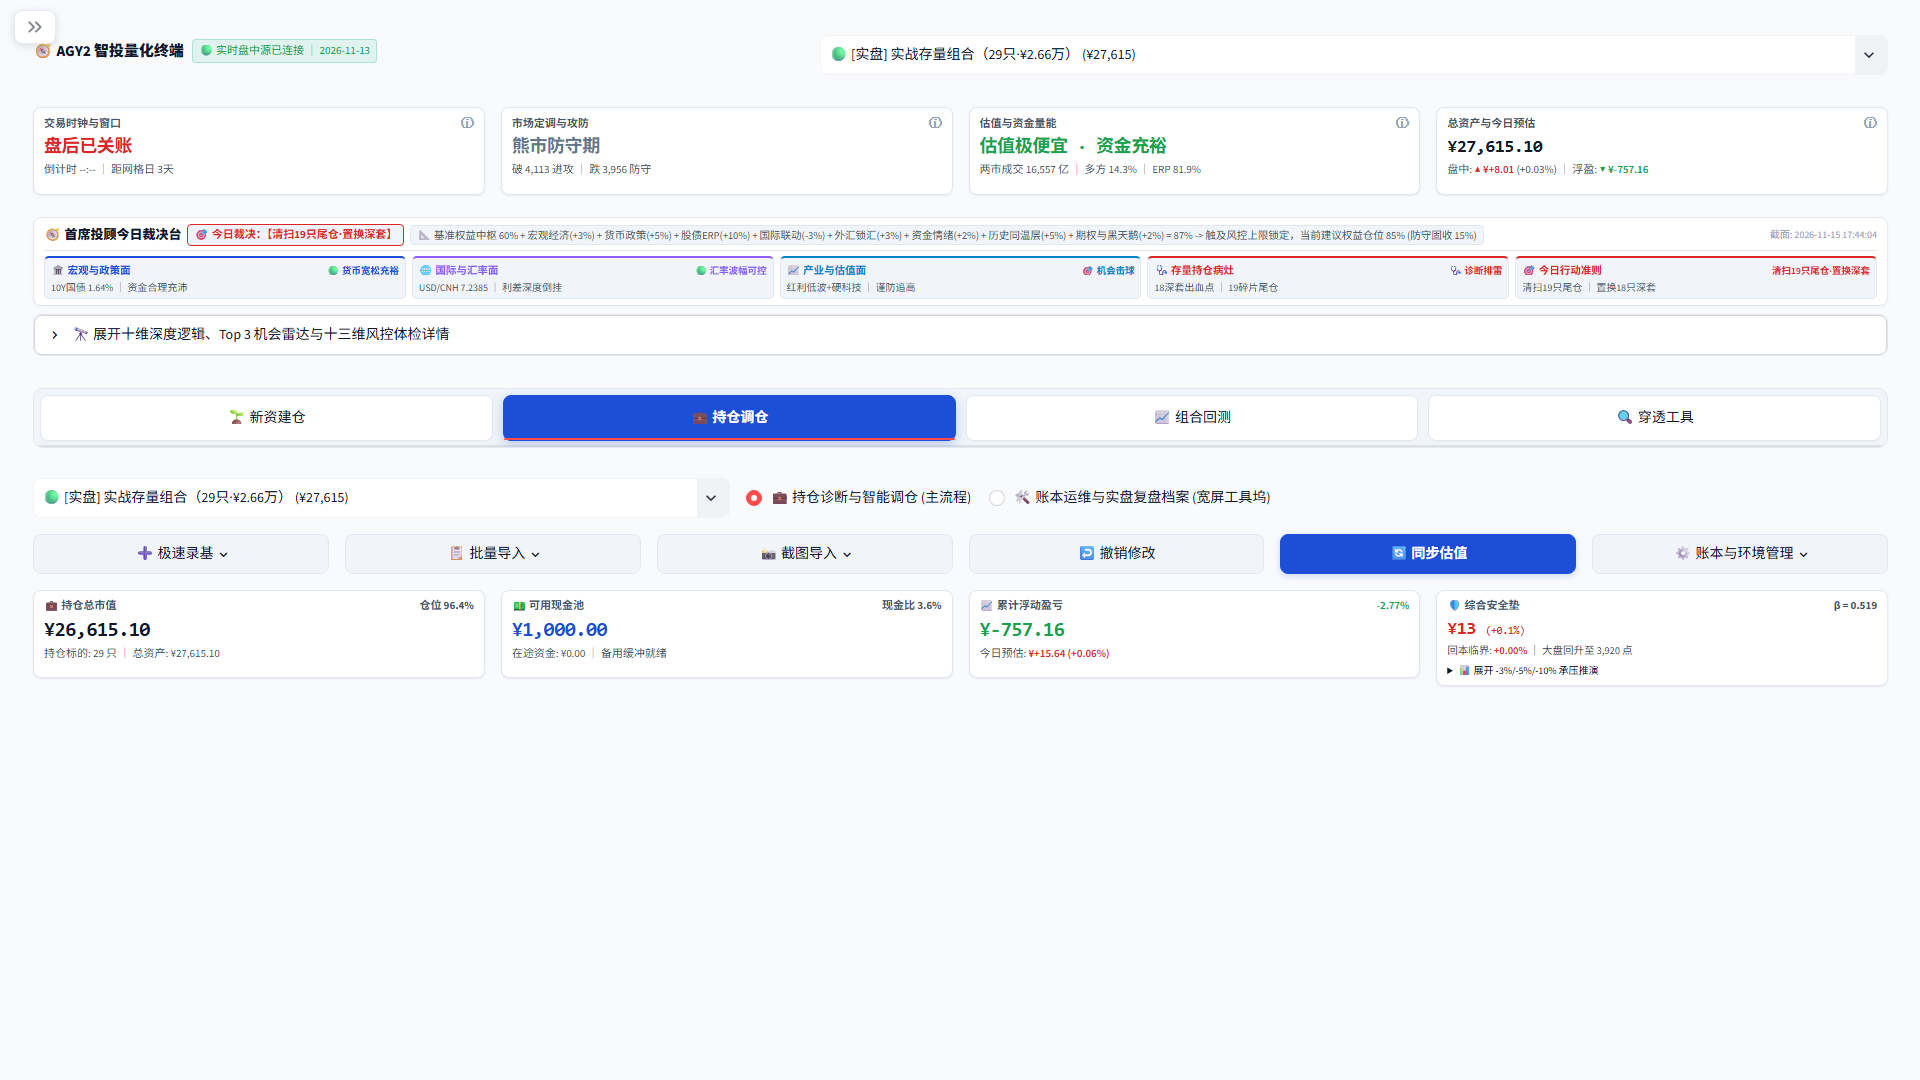 AGY2 智投量化终端
实时盘中源已连接 | 2026-11-13
[实盘] 实战存量组合（29只·¥2.66万） (¥27,615)
交易时钟与窗口
盘后已关账
倒计时 --:-- | 距网格日 3天
市场定调与攻防
熊市防守期
破 4,113 进攻 | 跌 3,956 防守
估值与资金量能
估值极便宜 · 资金充裕
两市成交 16,557 亿 | 多方 14.3% | ERP 81.9%
总资产与今日预估
¥27,615.10
盘中: ▲ ¥+8.01 (+0.03%) | 浮盈: ▼ ¥-757.16
首席投顾今日裁决台
今日裁决：【清扫19只尾仓·置换深套】
基准权益中枢 60% + 宏观经济(+3%) + 货币政策(+5%) + 股债ERP(+10%) + 国际联动(-3%) + 外汇锁汇(+3%) + 资金情绪(+2%) + 历史同温层(+5%) + 期权与黑天鹅(+2%) = 87% -> 触及风控上限锁定，当前建议权益仓位 85% (防守固收 15%)
截面: 2026-11-15 17:44:04
宏观与政策面 货币宽松充裕
10Y国债 1.64% | 资金合理充沛
国际与汇率面 汇率波幅可控
USD/CNH 7.2385 | 利差深度倒挂
产业与估值面 机会击球
红利低波+硬科技 | 谨防追高
存量持仓病灶 诊断排雷
18深套出血点 | 19碎片尾仓
今日行动准则 清扫19只尾仓·置换深套
清扫19只尾仓 | 置换18只深套
展开十维深度逻辑、Top 3 机会雷达与十三维风控体检详情
新资建仓
持仓调仓
组合回测
穿透工具
[实盘] 实战存量组合（29只·¥2.66万） (¥27,615)
持仓诊断与智能调仓 (主流程)
账本运维与实盘复盘档案 (宽屏工具坞)
极速录基
批量导入
截图导入
撤销修改
同步估值
账本与环境管理
持仓总市值 仓位 96.4%
¥26,615.10
持仓标的: 29 只 | 总资产: ¥27,615.10
可用现金池 现金比 3.6%
¥1,000.00
在途资金: ¥0.00 | 备用缓冲就绪
累计浮动盈亏 -2.77%
¥-757.16
今日预估: ¥+15.64 (+0.06%)
综合安全垫 β = 0.519
¥13 (+0.1%)
回本临界: +0.00% | 大盘回升至 3,920 点
▶ 展开 -3%/-5%/-10% 承压推演